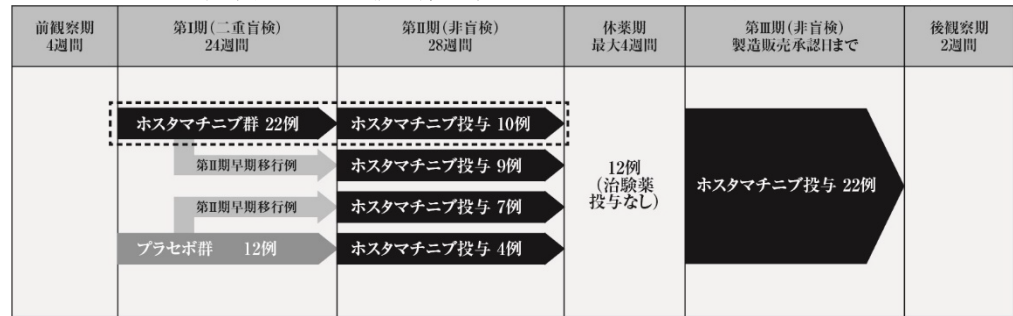 前観察期
4週間
第Ⅰ期(二重盲検)
24週間
第Ⅱ期(非盲検)
28週間
休薬期
最大4週間
第Ⅲ期(非盲検)
製造販売承認日まで
後観察期
2週間
ホスタマチニブ群 22例
ホスタマチニブ投与 10例
第Ⅱ期早期移行例
ホスタマチニブ投与 9例
第Ⅱ期早期移行例
ホスタマチニブ投与 7例
プラセボ群 12例
ホスタマチニブ投与 4例
12例
(治験薬
投与なし)
ホスタマチニブ投与 22例